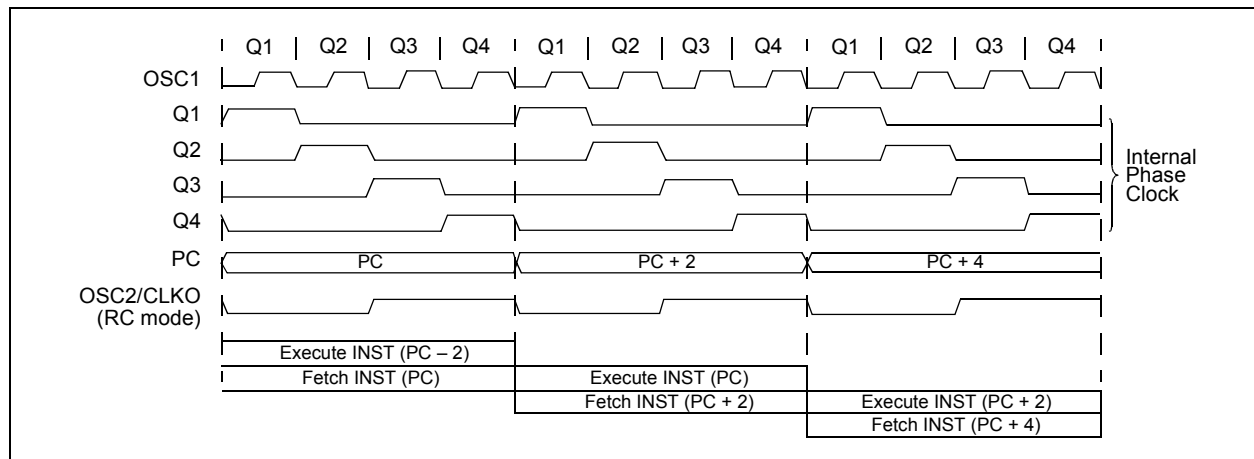 Q1 Q2 Q3 Q4 Q1 Q2 Q3 Q4 Q1 Q2 Q3 Q4
OSC1
Q1
Q2
Q3
Q4
Internal
Phase
Clock
PC PC PC + 2 PC + 4
OSC2/CLKO
(RC mode)
Execute INST (PC – 2)
Fetch INST (PC) Execute INST (PC)
Fetch INST (PC + 2) Execute INST (PC + 2)
Fetch INST (PC + 4)